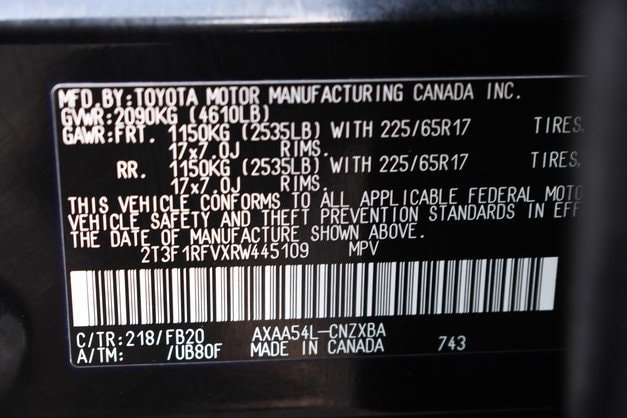 MFD.BY:TOYOTA MOTOR MANUFACTURING CANADA INC.
GVWR:2090KG (4610LB)
GAWR:FRT. 1150KG (2535LB) WITH 225/65R17 TIRES,
17x7.0J RIMS.
RR. 1150KG (2535LB) WITH 225/65R17 TIRES,
17x7.0J RIMS.
THIS VEHICLE CONFORMS TO ALL APPLICABLE FEDERAL MOTO
VEHICLE SAFETY AND THEFT PREVENTION STANDARDS IN EFF
THE DATE OF MANUFACTURE SHOWN ABOVE.
2T3F1RFVXRW445109 MPV
C/TR:218/FB20 AXAA54L-CNZXBA
A/TM: /UB80F MADE IN CANADA 743